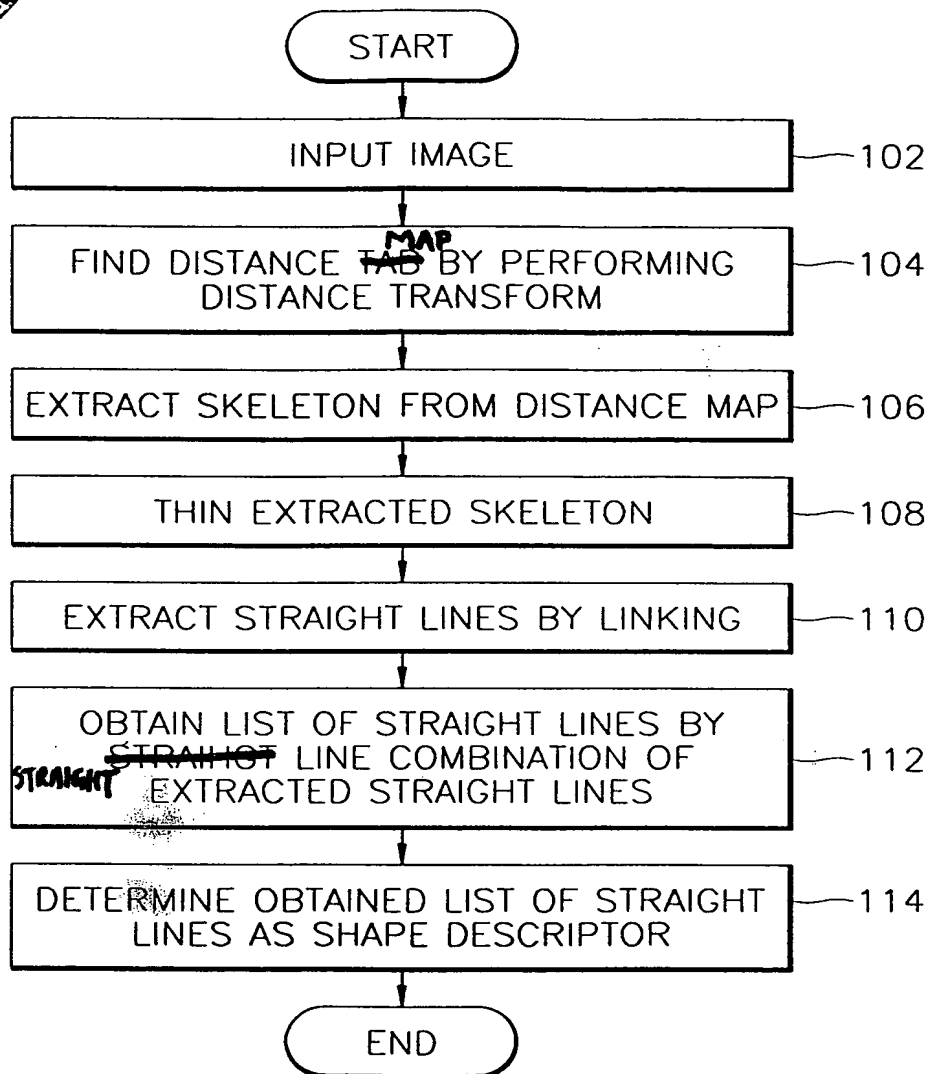 START
INPUT IMAGE
102
MAP
FIND DISTANCE TAB BY PERFORMING
DISTANCE TRANSFORM
104
EXTRACT SKELETON FROM DISTANCE MAP
106
THIN EXTRACTED SKELETON
108
EXTRACT STRAIGHT LINES BY LINKING
110
OBTAIN LIST OF STRAIGHT LINES BY
LINE COMBINATION OF
STRAIGHT EXTRACTED STRAIGHT LINES
112
DETERMINE OBTAINED LIST OF STRAIGHT
LINES AS SHAPE DESCRIPTOR
114
END